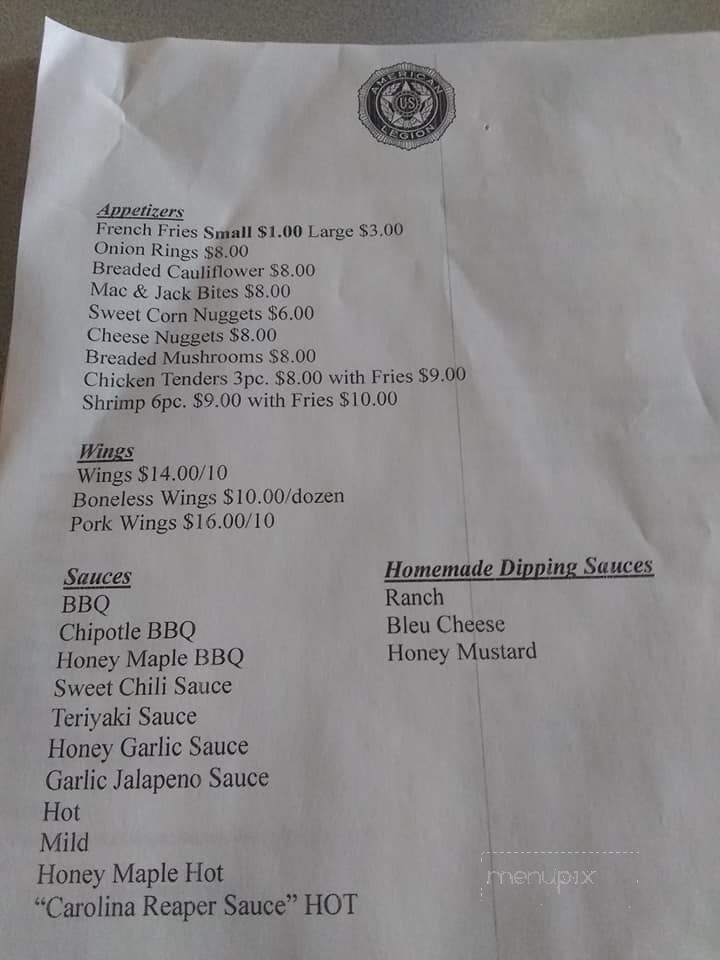 AMERICAN
US
LEGION
Appetizers
French Fries Small $1.00 Large $3.00
Onion Rings $8.00
Breaded Cauliflower $8.00
Mac & Jack Bites $8.00
Sweet Corn Nuggets $6.00
Cheese Nuggets $8.00
Breaded Mushrooms $8.00
Chicken Tenders 3pc. $8.00 with Fries $9.00
Shrimp 6pc. $9.00 with Fries $10.00
Wings
Wings $14.00/10
Boneless Wings $10.00/dozen
Pork Wings $16.00/10
Sauces
BBQ
Chipotle BBQ
Honey Maple BBQ
Sweet Chili Sauce
Teriyaki Sauce
Honey Garlic Sauce
Garlic Jalapeno Sauce
Hot
Mild
Honey Maple Hot
“Carolina Reaper Sauce” HOT
Homemade Dipping Sauces
Ranch
Bleu Cheese
Honey Mustard
menupix